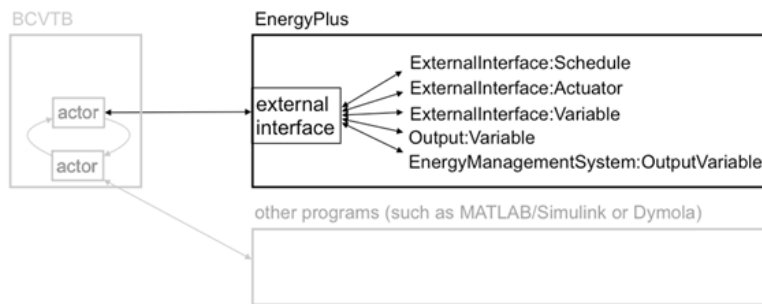 BCVTB
EnergyPlus
actor
actor
external
interface
ExternalInterface:Schedule
ExternalInterface:Actuator
ExternalInterface:Variable
Output:Variable
EnergyManagementSystem:OutputVariable
other programs (such as MATLAB/Simulink or Dymola)